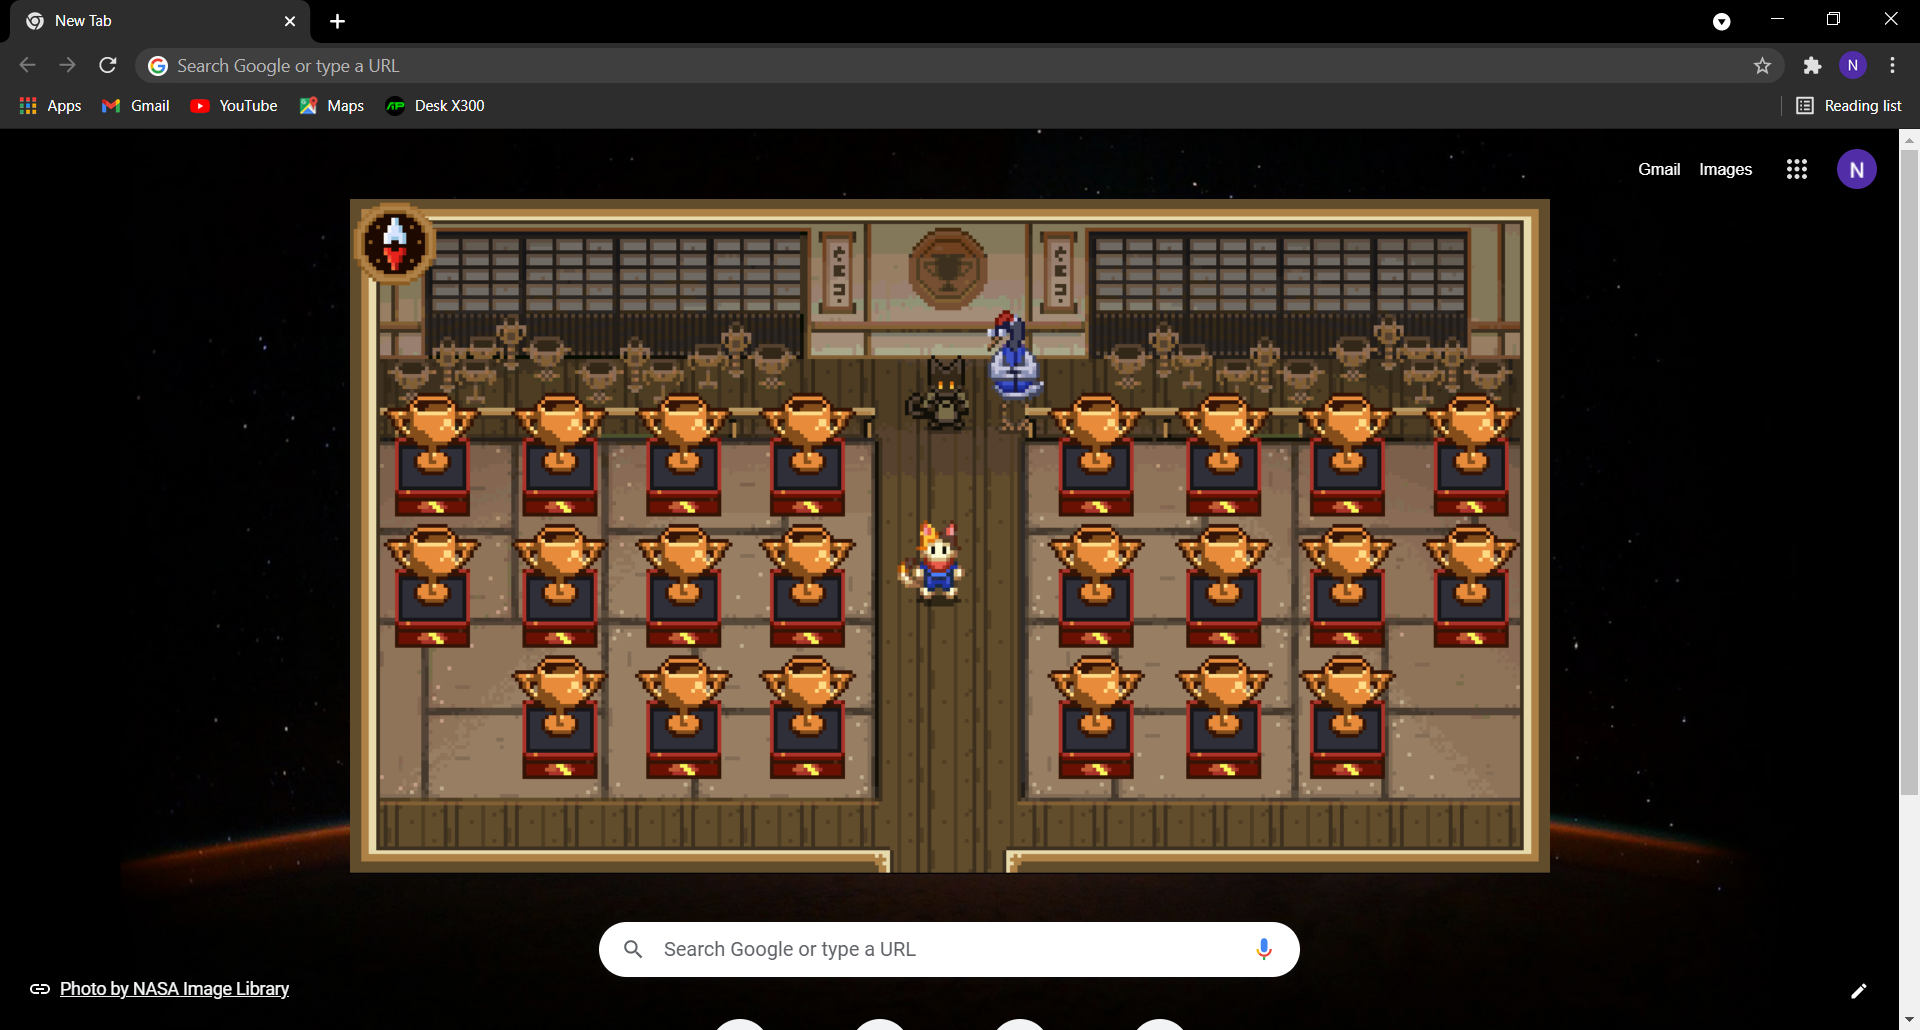 New Tab
Search Google or type a URL
N
Apps
Gmail
YouTube
Maps
AP
Desk X300
Reading list
Gmail
Images
N
Search Google or type a URL
Photo by NASA Image Library